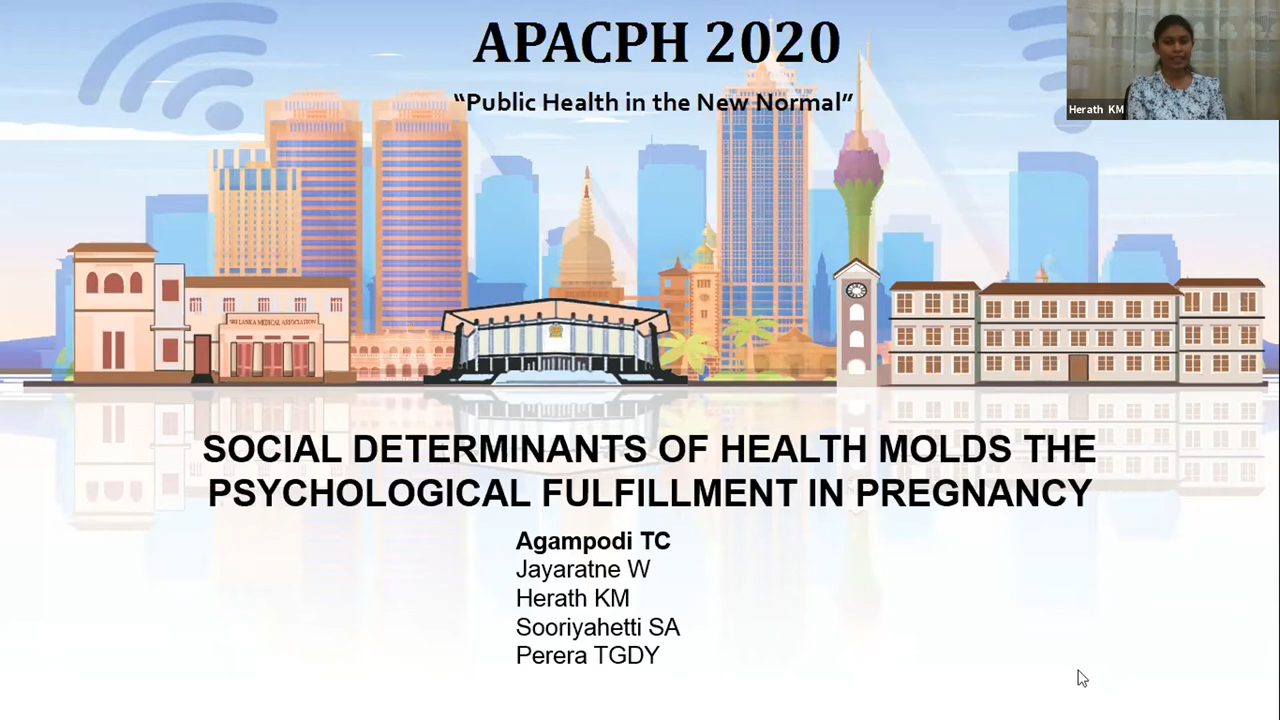 APACPH 2020
“Public Health in the New Normal”
Herath KM
SRI LANKA MEDICAL ASSOCIATION
SOCIAL DETERMINANTS OF HEALTH MOLDS THE
PSYCHOLOGICAL FULFILLMENT IN PREGNANCY
Agampodi TC
Jayaratne W
Herath KM
Sooriyahetti SA
Perera TGDY